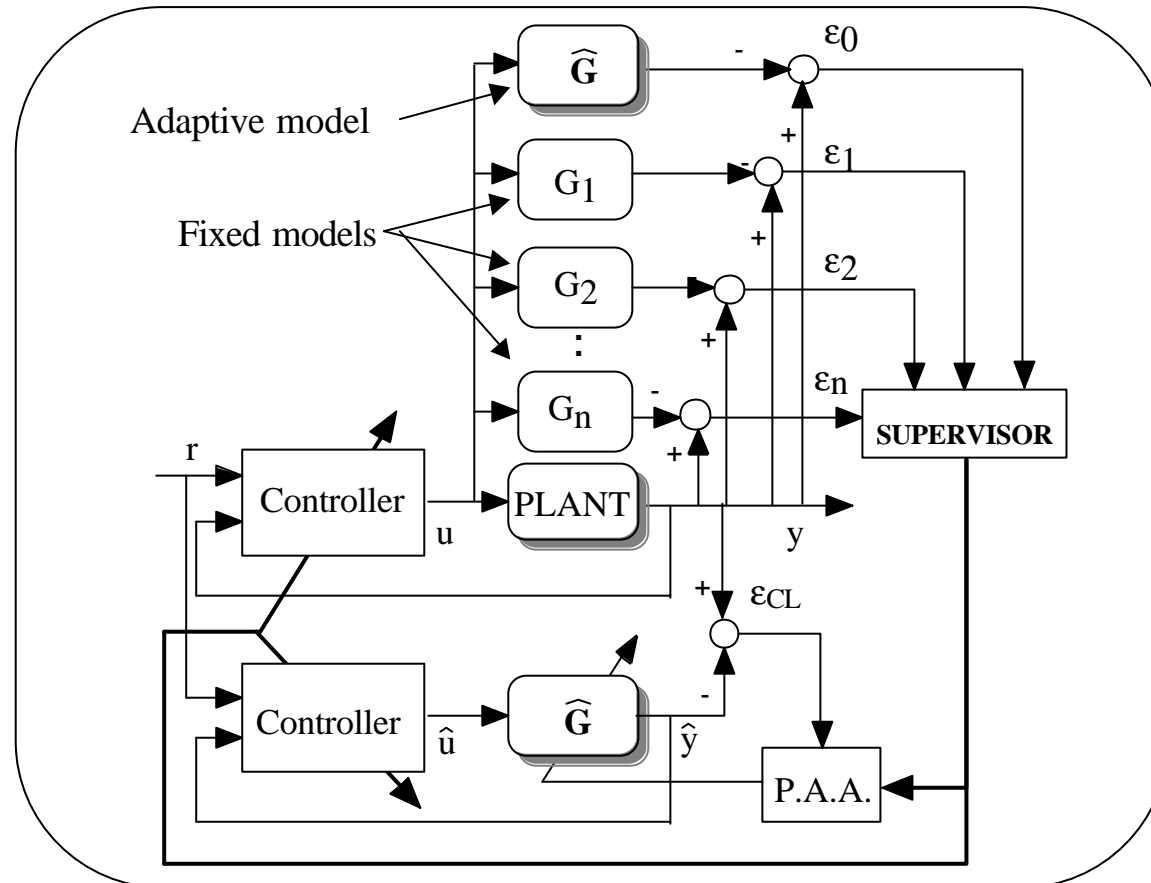 Ĝ
-
ε0
Adaptive model
+
G1
-
ε1
Fixed models
+
G2
-
ε2
:
+
Gn
-
εn
SUPERVISOR
r
+
Controller
u
PLANT
y
+
εCL
Controller
û
Ĝ
-
ŷ
P.A.A.